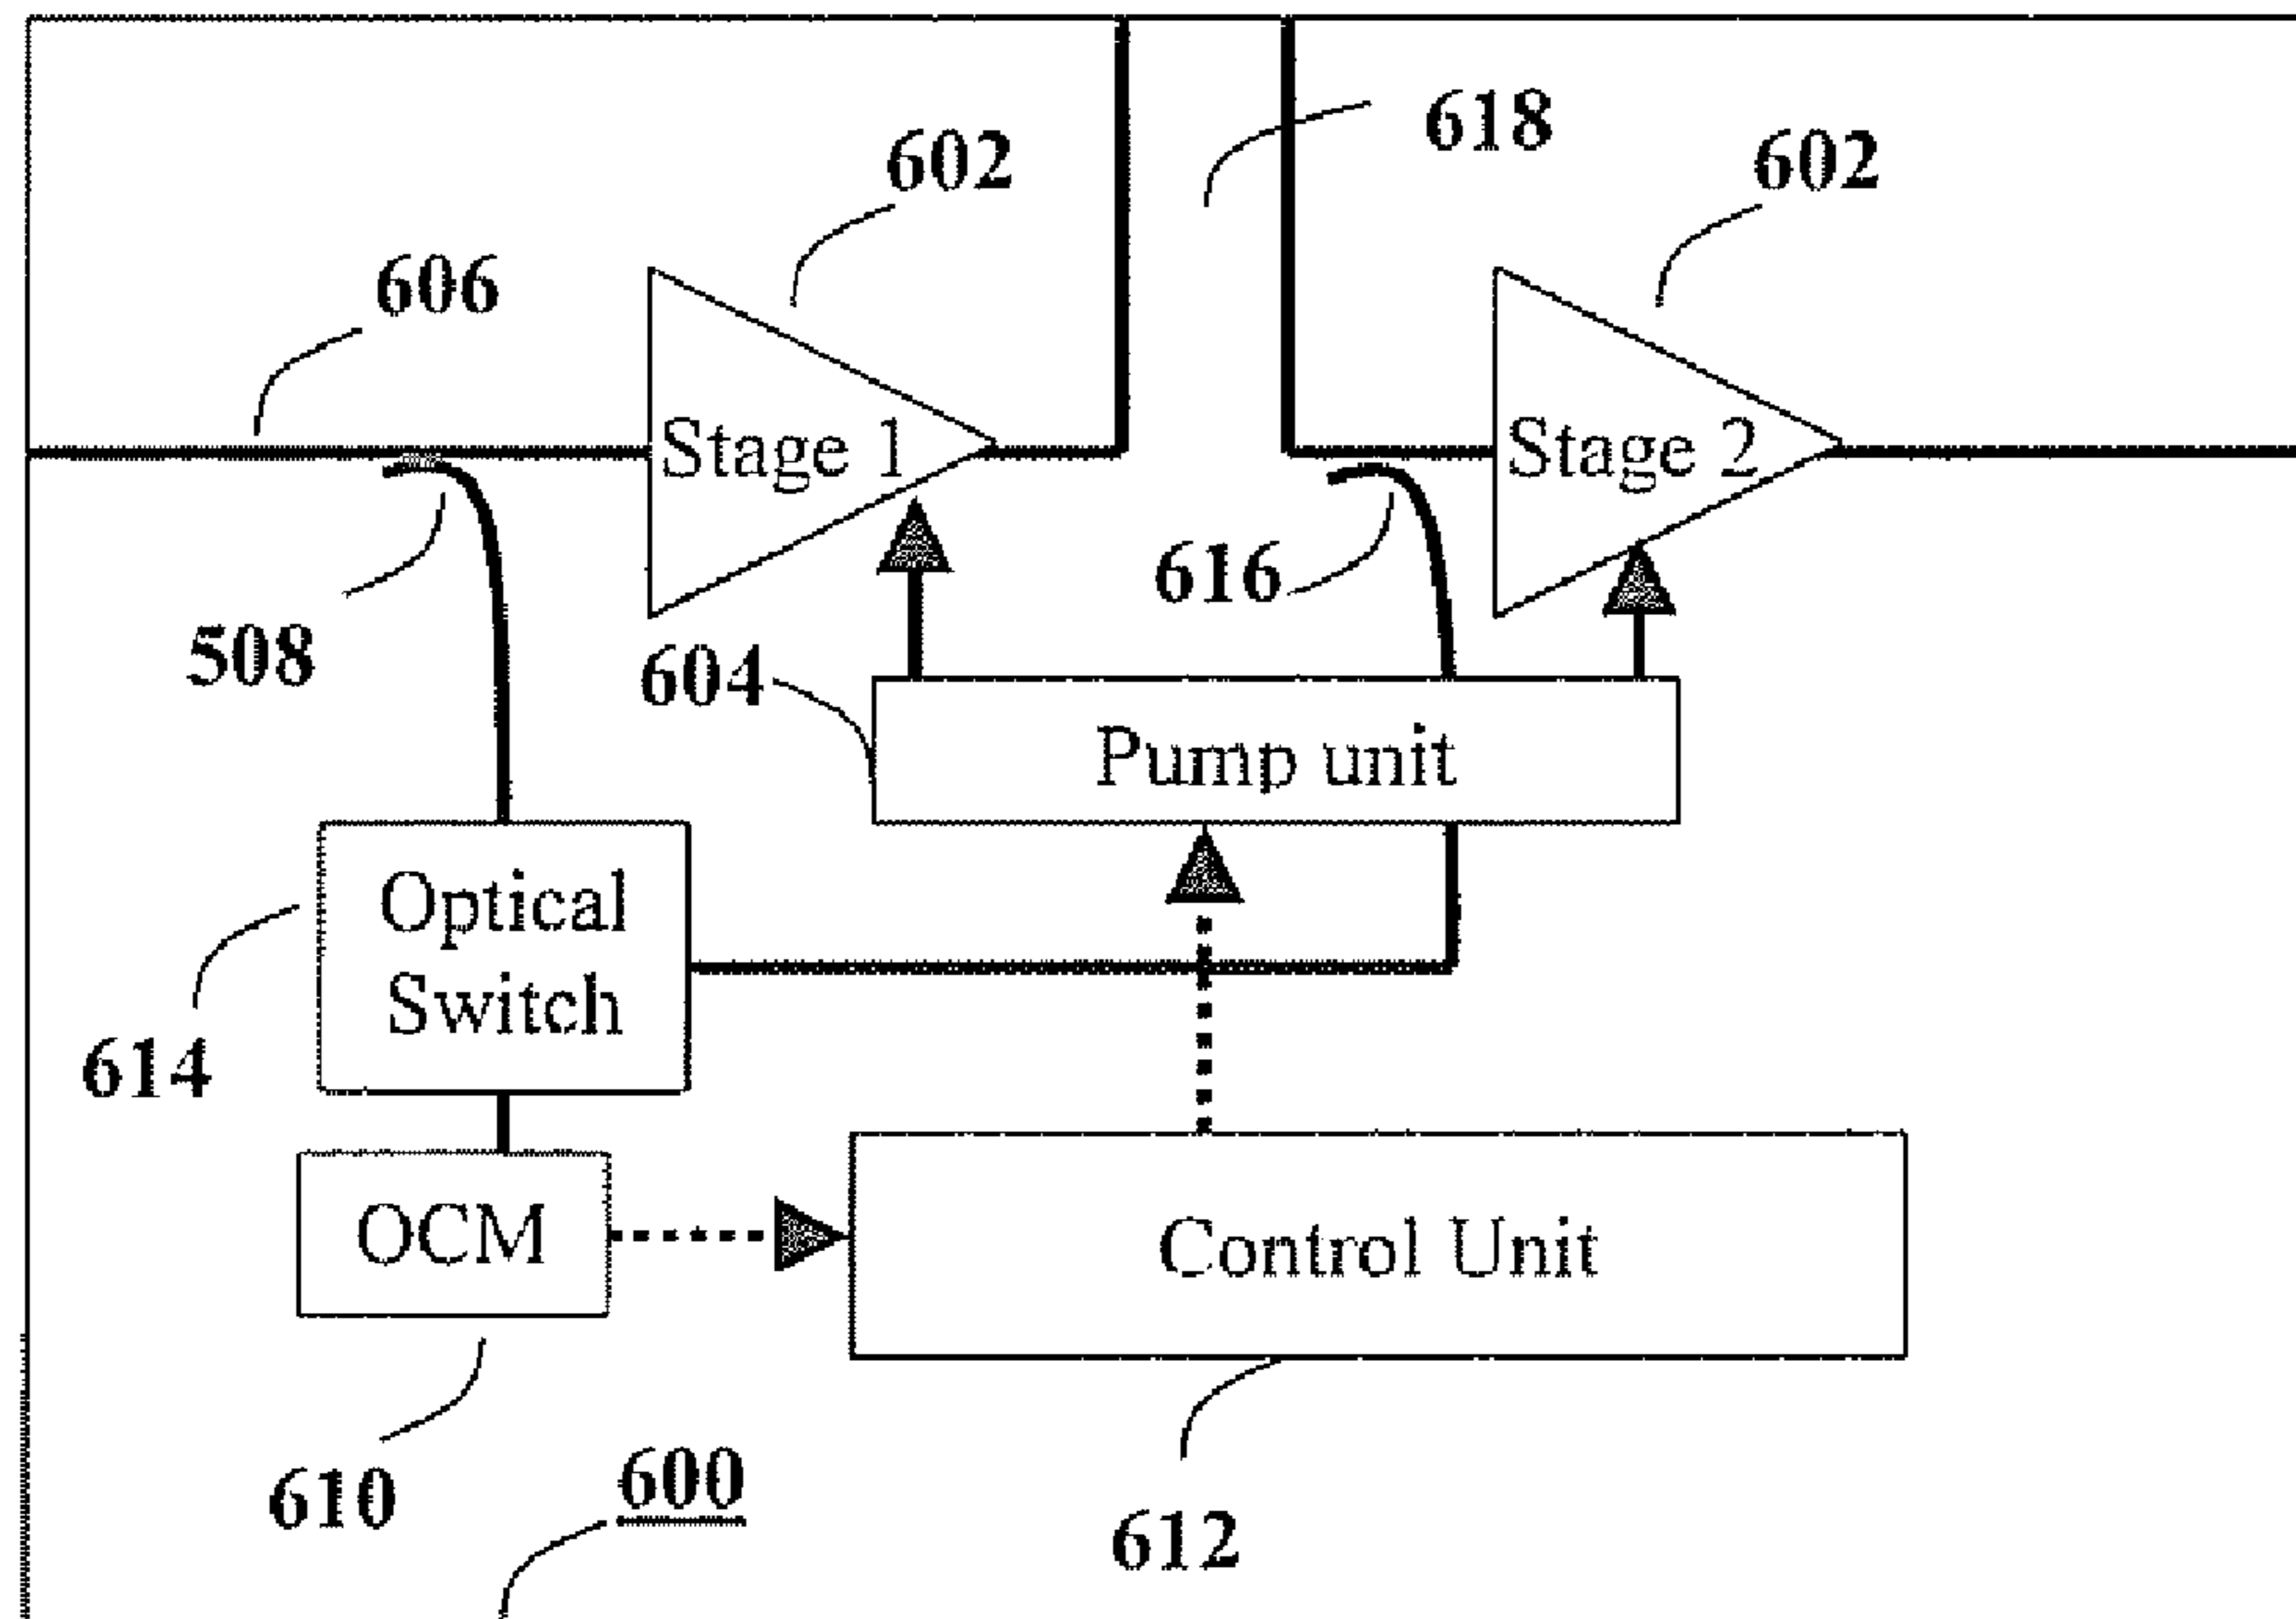 618
602
602
606
Stage 1
Stage 2
616
508
604
Pump unit
Optical
Switch
614
OCM
Control Unit
610
600
612